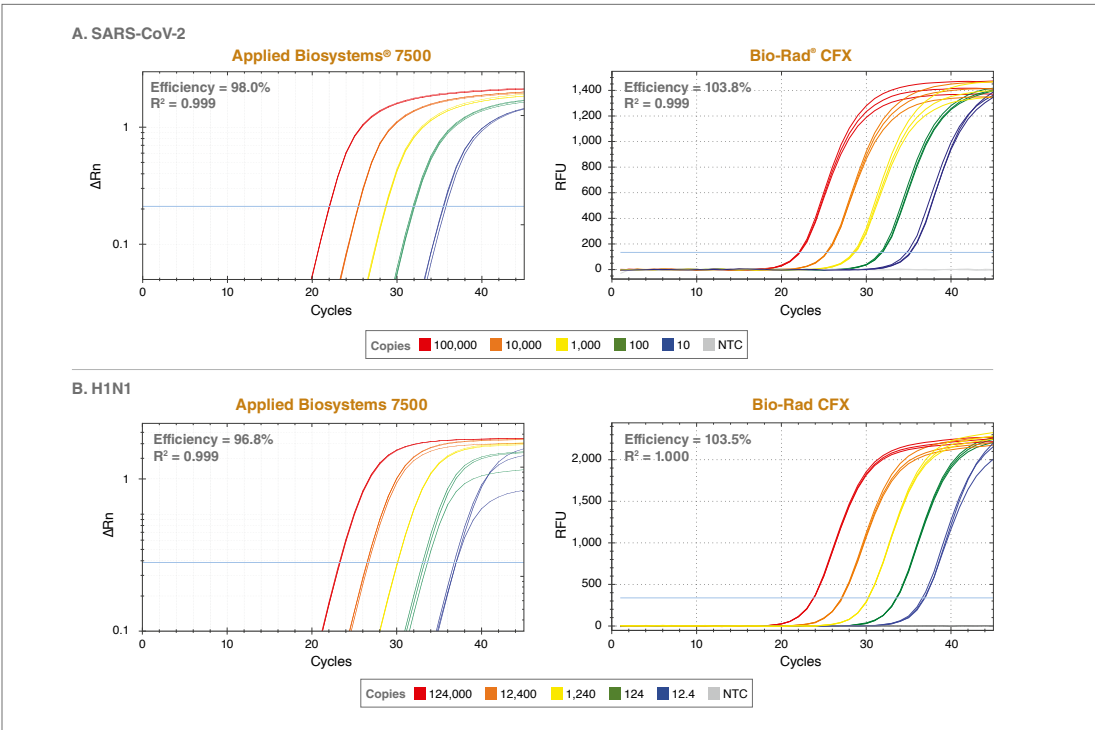 A. SARS-CoV-2
Applied Biosystems® 7500
Efficiency = 98.0%
R² = 0.999
1
0.1
ΔRn
0 10 20 30 40
Cycles
Bio-Rad® CFX
Efficiency = 103.8%
R² = 0.999
1,400
1,200
1,000
800
600
400
200
0
RFU
0 10 20 30 40
Cycles
Copies 100,000 10,000 1,000 100 10 NTC
B. H1N1
Applied Biosystems 7500
Efficiency = 96.8%
R² = 0.999
1
0.1
ΔRn
0 10 20 30 40
Cycles
Bio-Rad CFX
Efficiency = 103.5%
R² = 1.000
2,000
1,500
1,000
500
0
RFU
0 10 20 30 40
Cycles
Copies 124,000 12,400 1,240 124 12.4 NTC